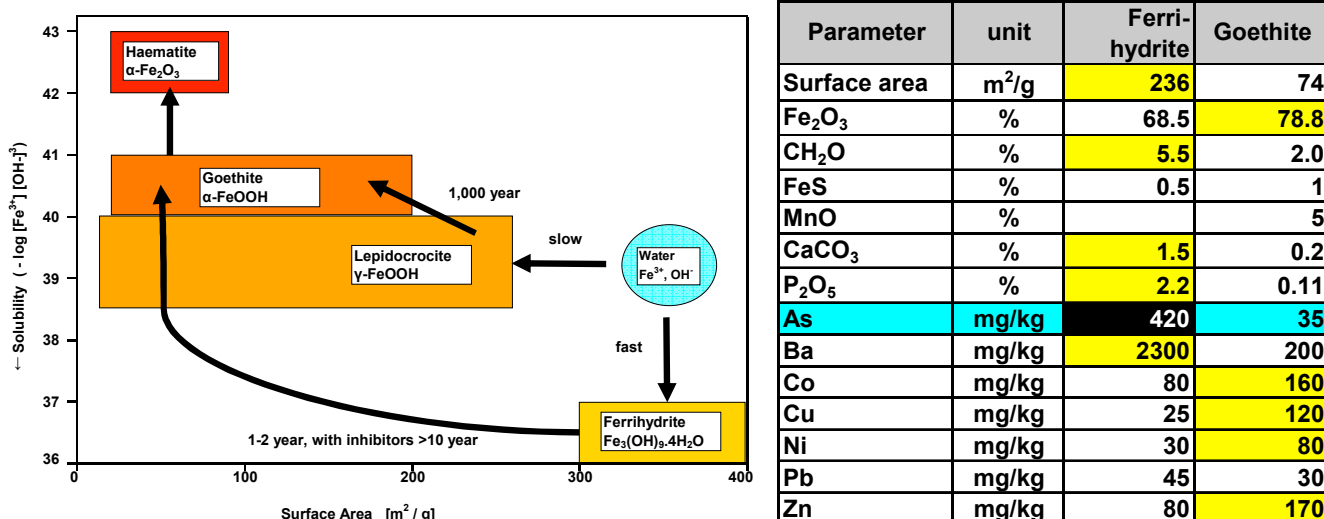 43
42
41
40
39
38
37
36
← Solubility ( - log [Fe³⁺] [OH-]³)
Haematite
α-Fe₂O₃
Goethite
α-FeOOH
1,000 year
Lepidocrocite
γ-FeOOH
slow
Water
Fe³⁺, OH⁻
fast
Ferrihydrite
Fe₃(OH)₉.4H₂O
1-2 year, with inhibitors >10 year
0 100 200 300 400
Surface Area [m² / g]
Parameter unit Ferri-hydrite Goethite
Surface area m²/g 236 74
Fe₂O₃ % 68.5 78.8
CH₂O % 5.5 2.0
FeS % 0.5 1
MnO % 5
CaCO₃ % 1.5 0.2
P₂O₅ % 2.2 0.11
As mg/kg 420 35
Ba mg/kg 2300 200
Co mg/kg 80 160
Cu mg/kg 25 120
Ni mg/kg 30 80
Pb mg/kg 45 30
Zn mg/kg 80 170